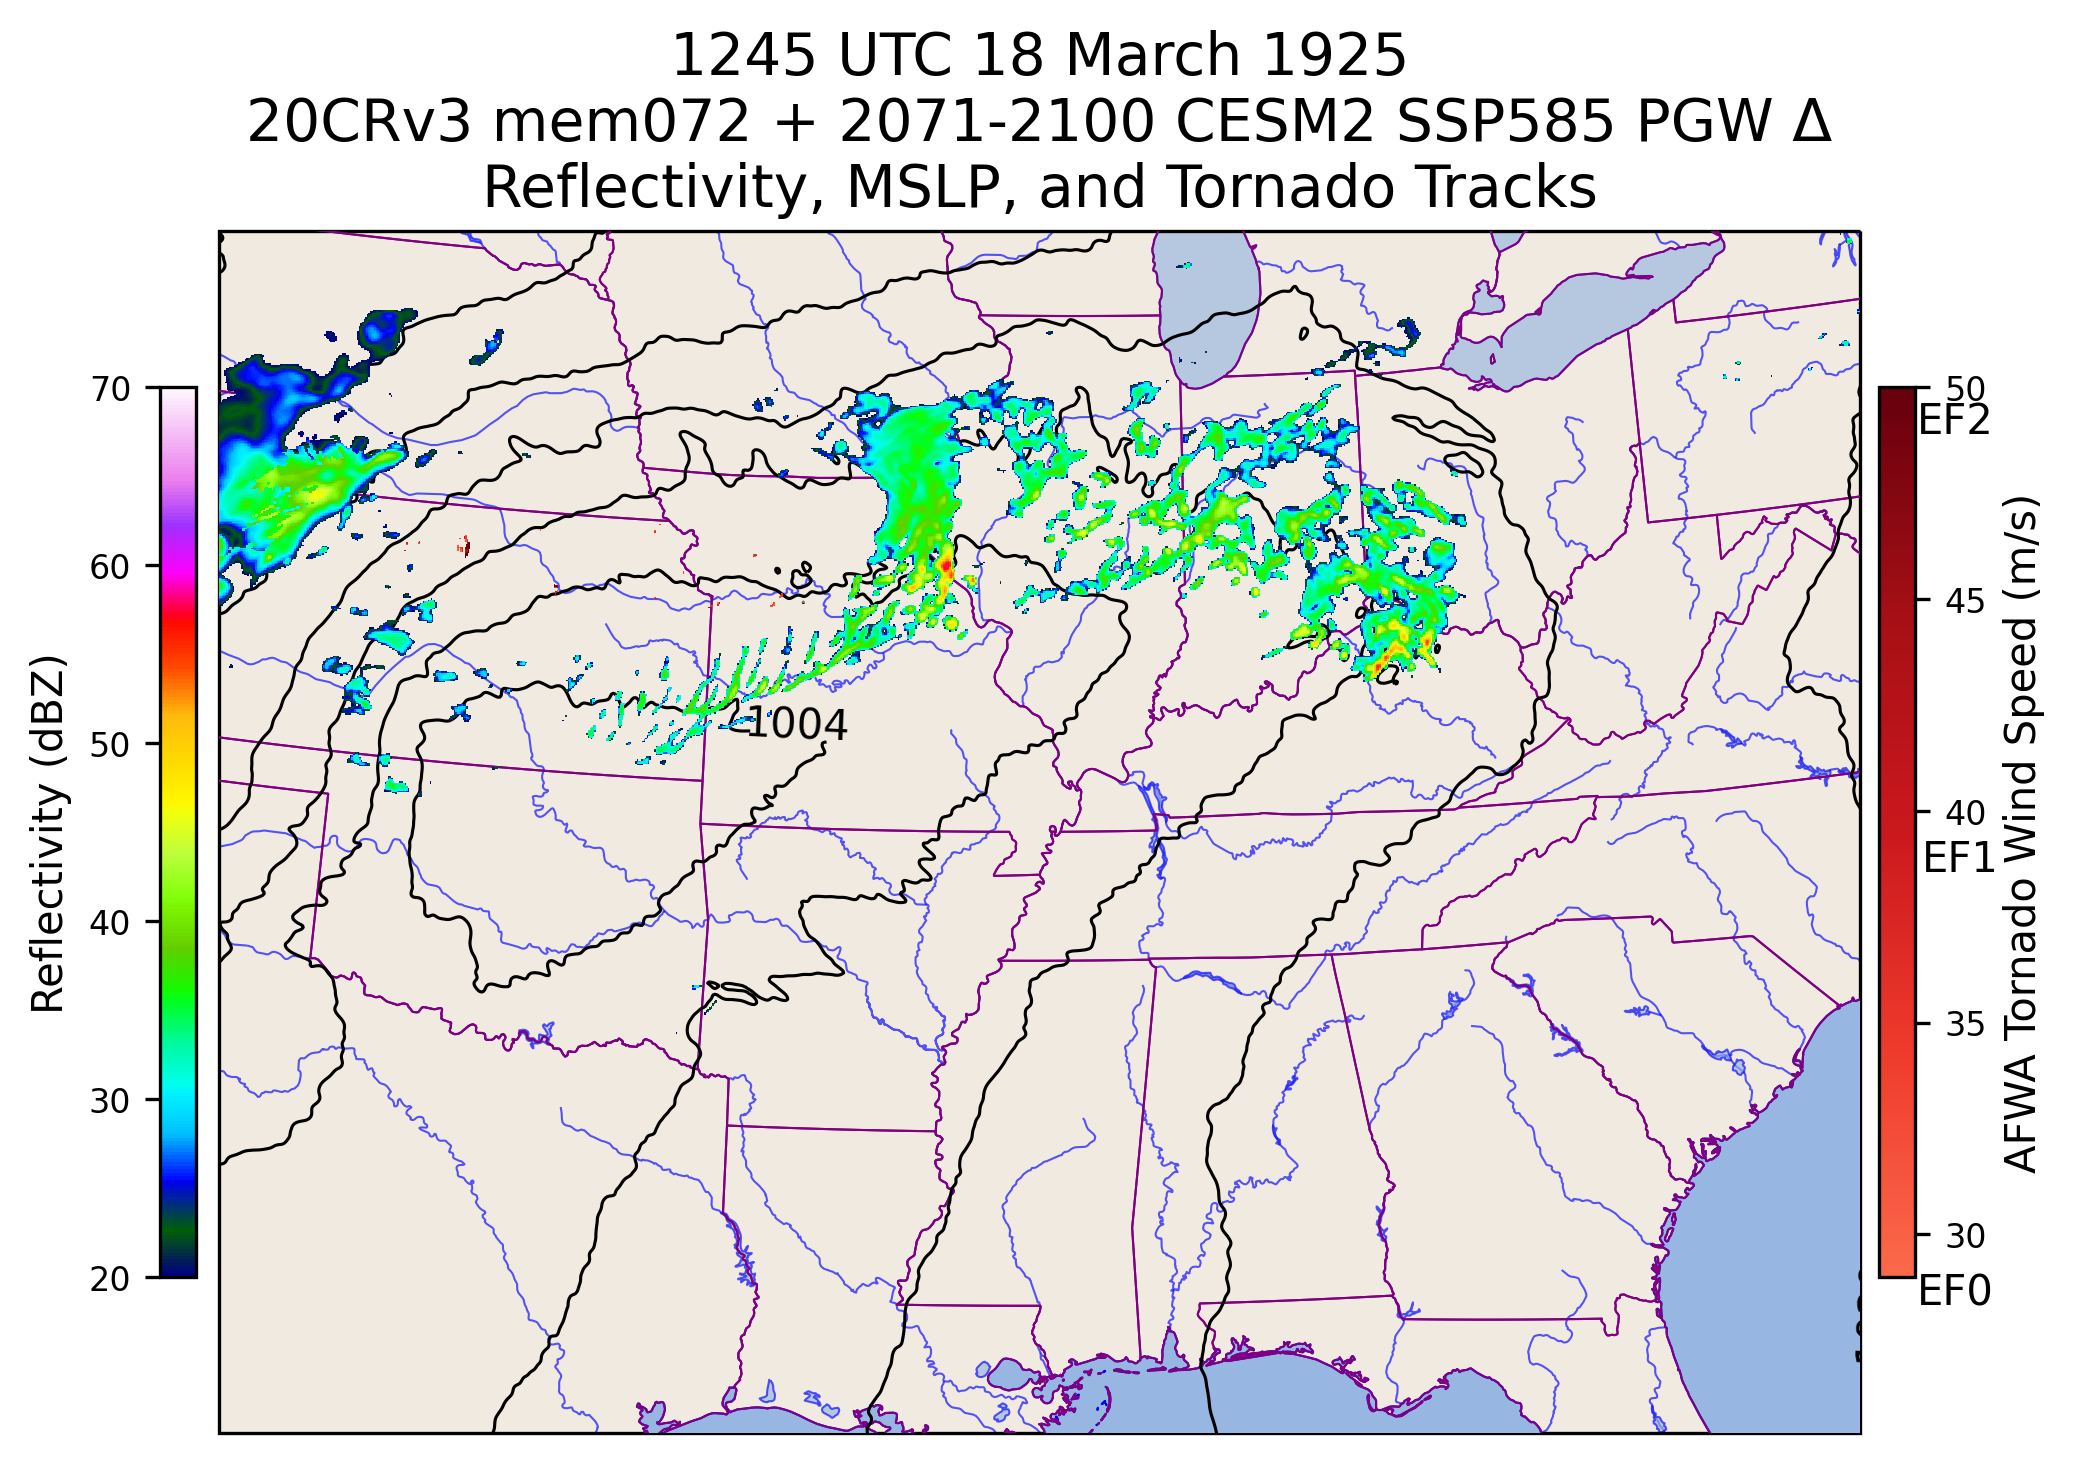 1245 UTC 18 March 1925
20CRv3 mem072 + 2071-2100 CESM2 SSP585 PGW Δ
Reflectivity, MSLP, and Tornado Tracks
Reflectivity (dBZ)
70
60
50
40
30
20
1004
50
EF2
45
40
EF1
35
30
EF0
AFWA Tornado Wind Speed (m/s)